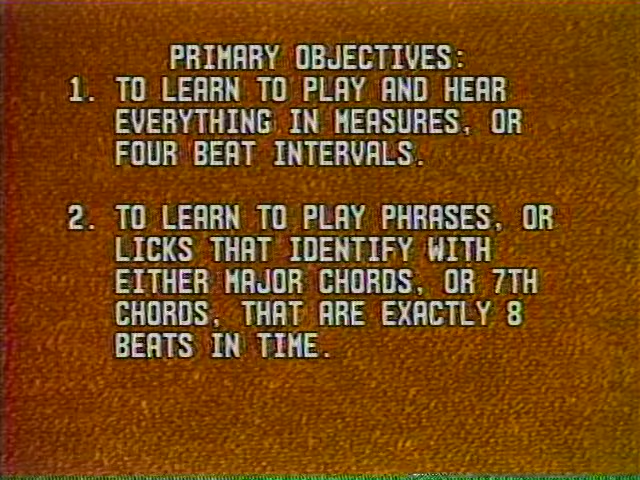 PRIMARY OBJECTIVES:
1. TO LEARN TO PLAY AND HEAR
EVERYTHING IN MEASURES, OR
FOUR BEAT INTERVALS.
2. TO LEARN TO PLAY PHRASES, OR
LICKS THAT IDENTIFY WITH
EITHER MAJOR CHORDS, OR 7TH
CHORDS, THAT ARE EXACTLY 8
BEATS IN TIME.